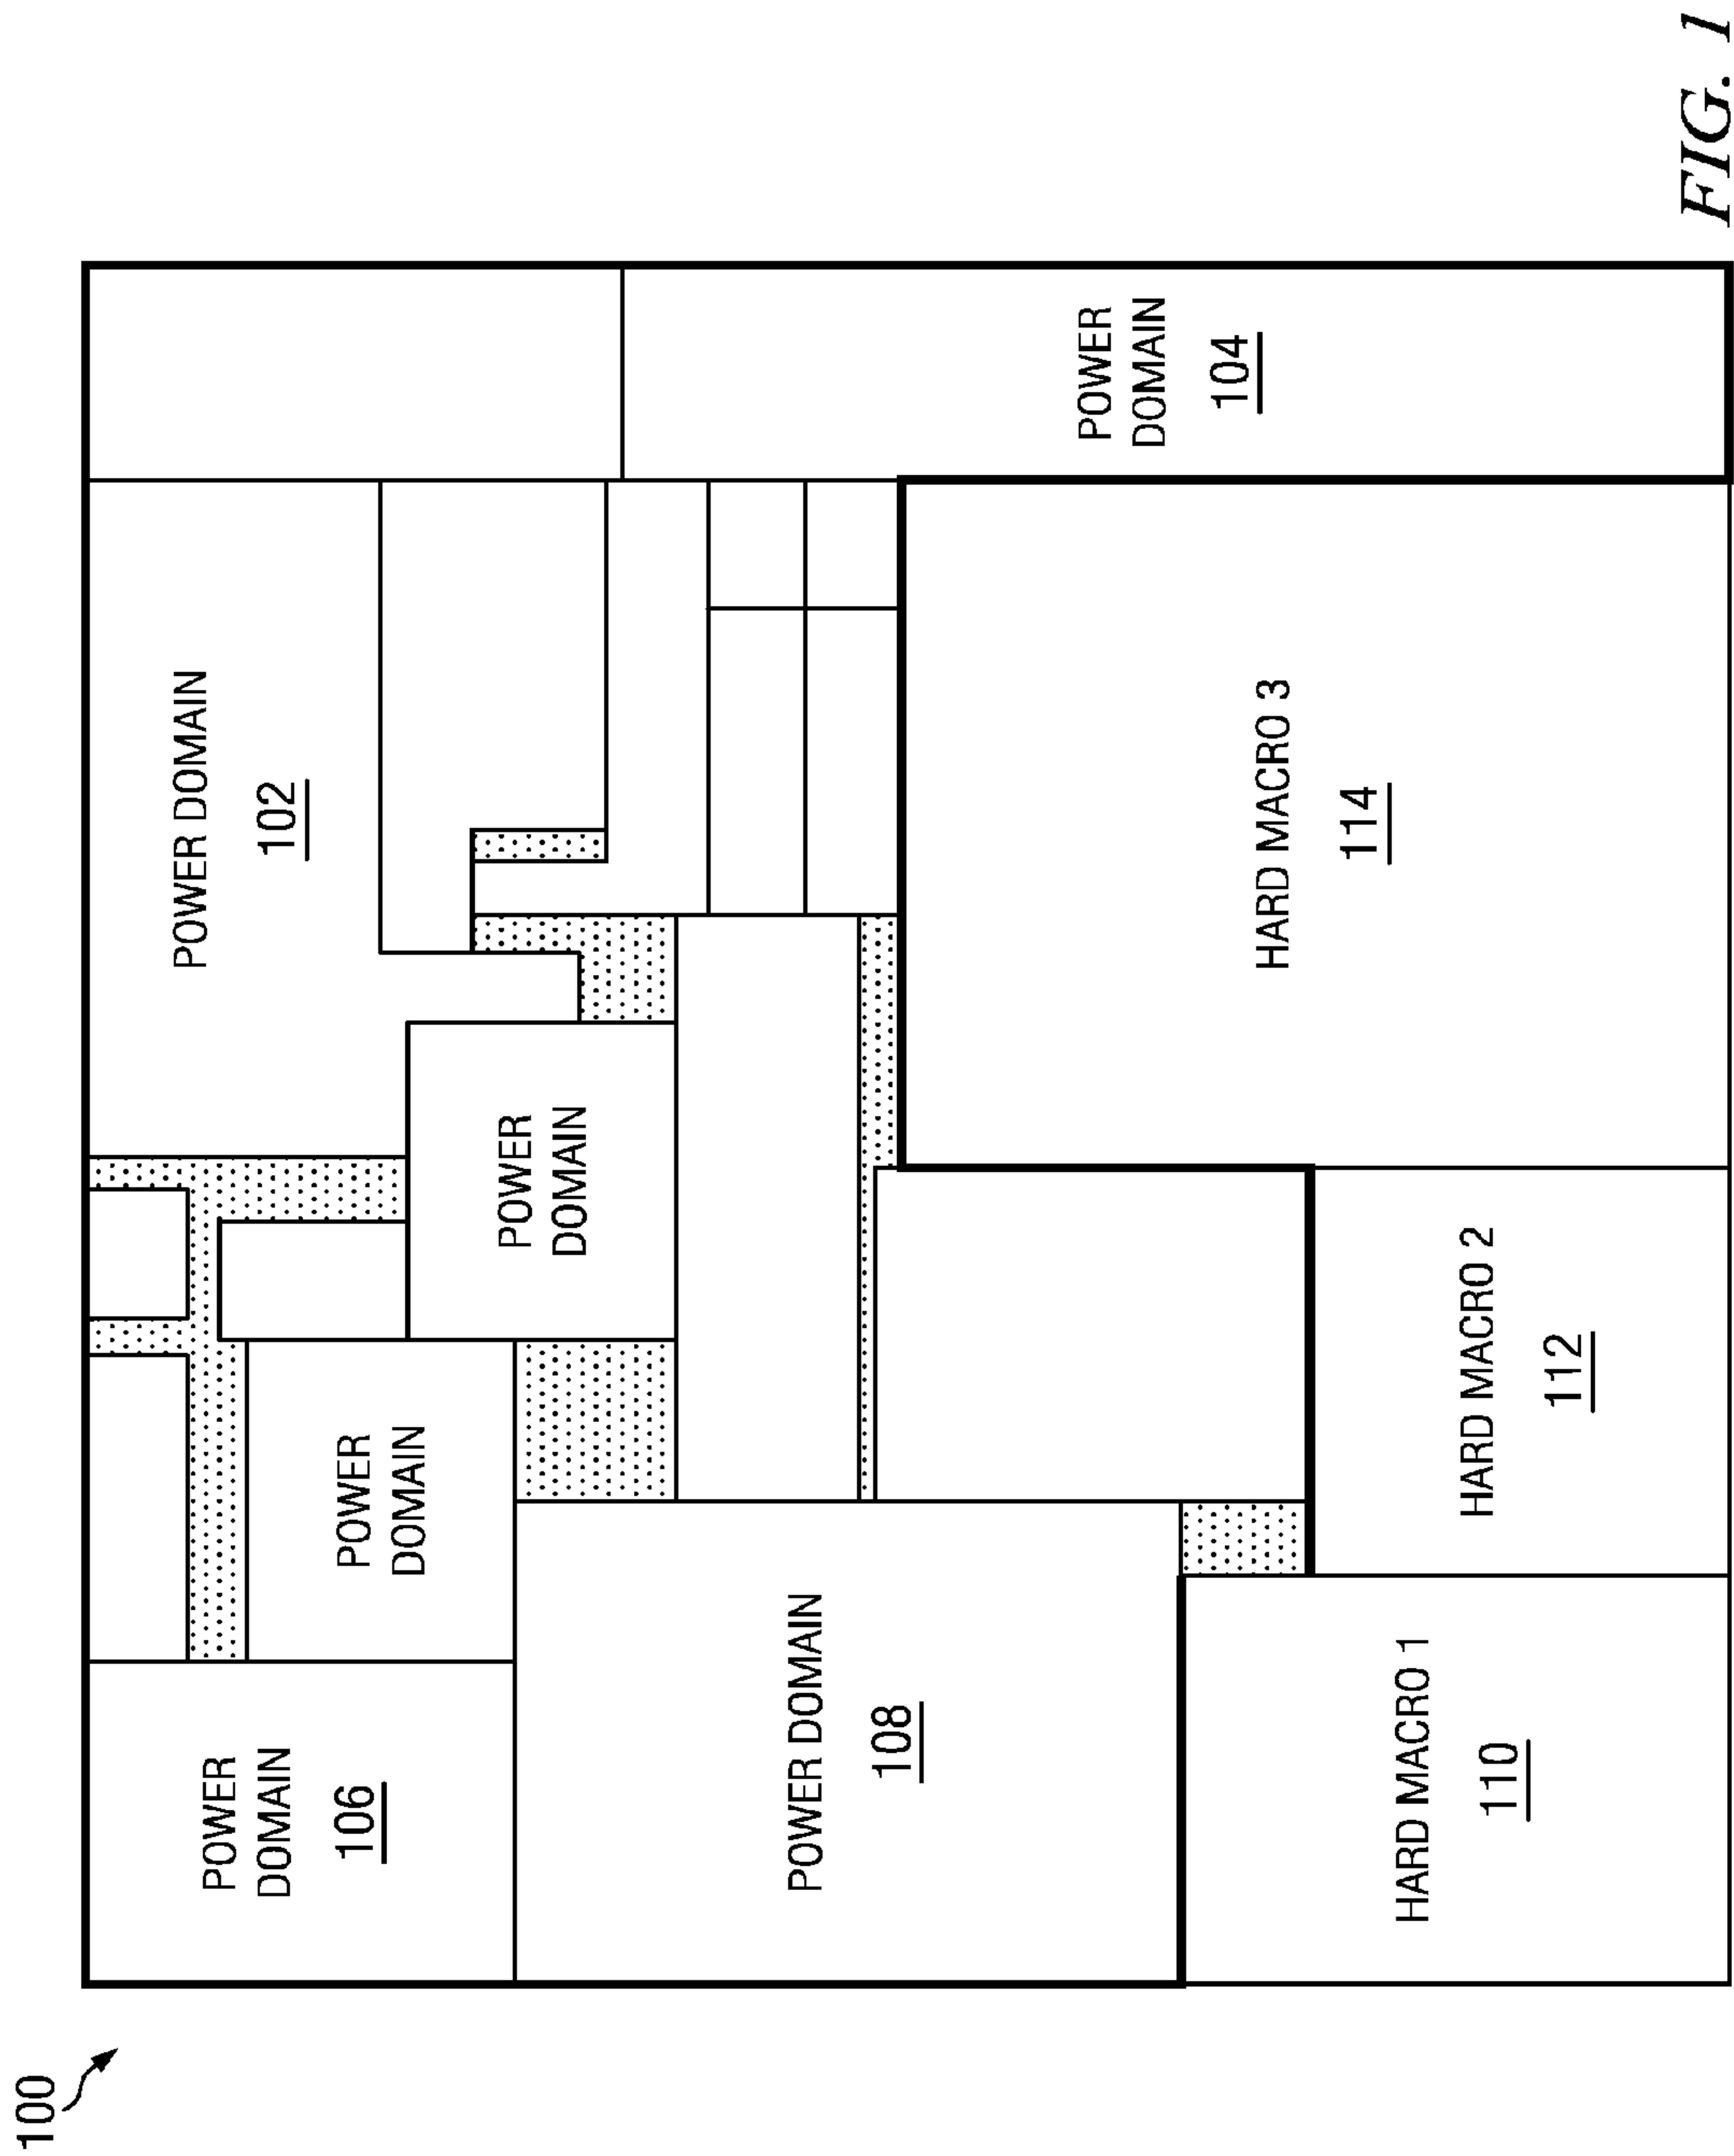 100
POWER
DOMAIN
106
POWER
DOMAIN
POWER
DOMAIN
POWER DOMAIN
102
POWER DOMAIN
108
POWER
DOMAIN
104
HARD MACRO 1
110
HARD MACRO 2
112
HARD MACRO 3
114
FIG. 1